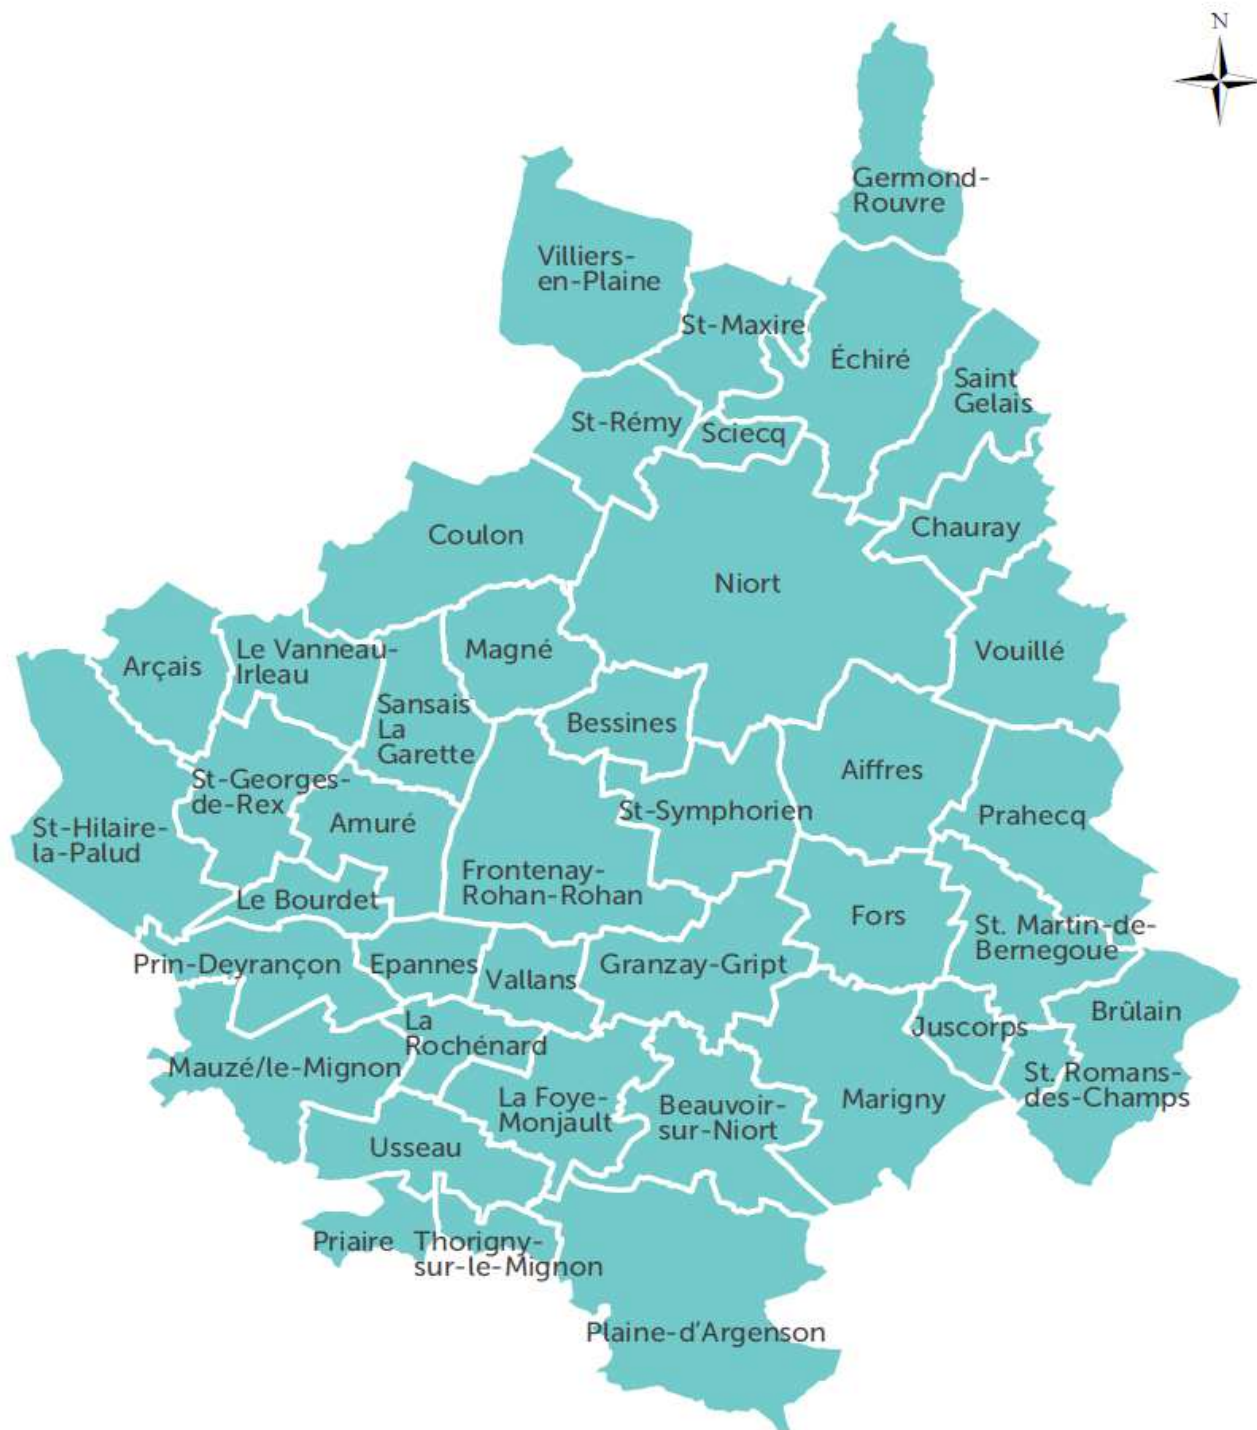 N
Germond-
Rouvre
Villiers-
en-Plaine
St-Maxire
Échiré
Saint
Gelais
St-Rémy
Sciecq
Coulon
Chauray
Niort
Le Vanneau-
Irleau
Magné
Vouillé
Arçais
Sansais
La
Garette
Bessines
Aiffres
St-Georges-
de-Rex
Amuré
St-Symphorien
Prahecq
St-Hilaire-
la-Palud
Frontenay-
Rohan-Rohan
Le Bourdet
Fors
St. Martin-de-
Bernegoue
Prin-Deyrançon
Epannes
Vallans
Granzay-Gript
Brûlain
La
Rochénard
Juscorps
Mauzé/le-Mignon
La Foye-
Monjault
Beauvoir-
sur-Niort
Marigny
St. Romans-
des-Champs
Usseau
Priaire
Thorigny-
sur-le-Mignon
Plaine-d'Argenson